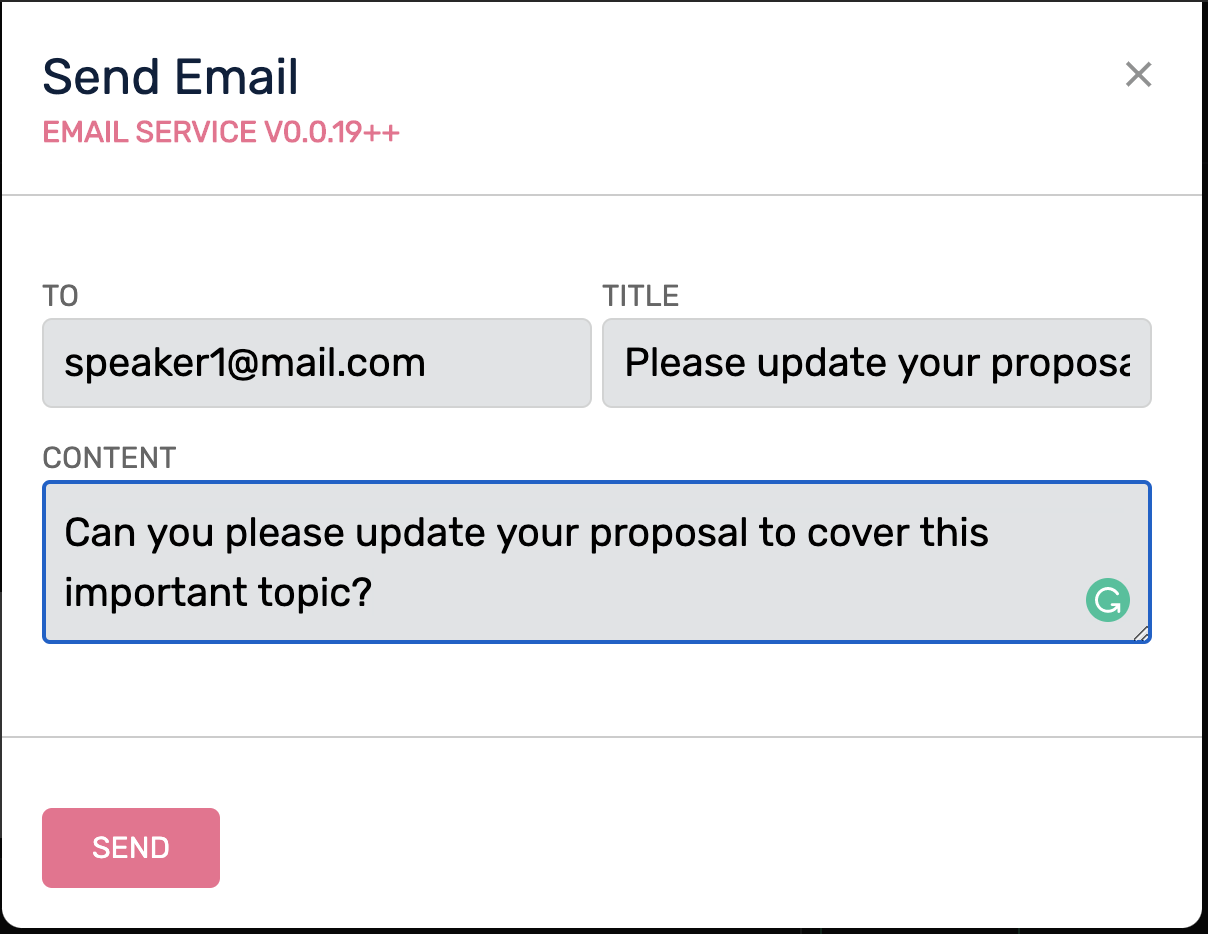 Send Email
EMAIL SERVICE V0.0.19++
TO
TITLE
speaker1@mail.com
Please update your
CONTENT
Can you please update your proposal to cover this
important topic?
SEND